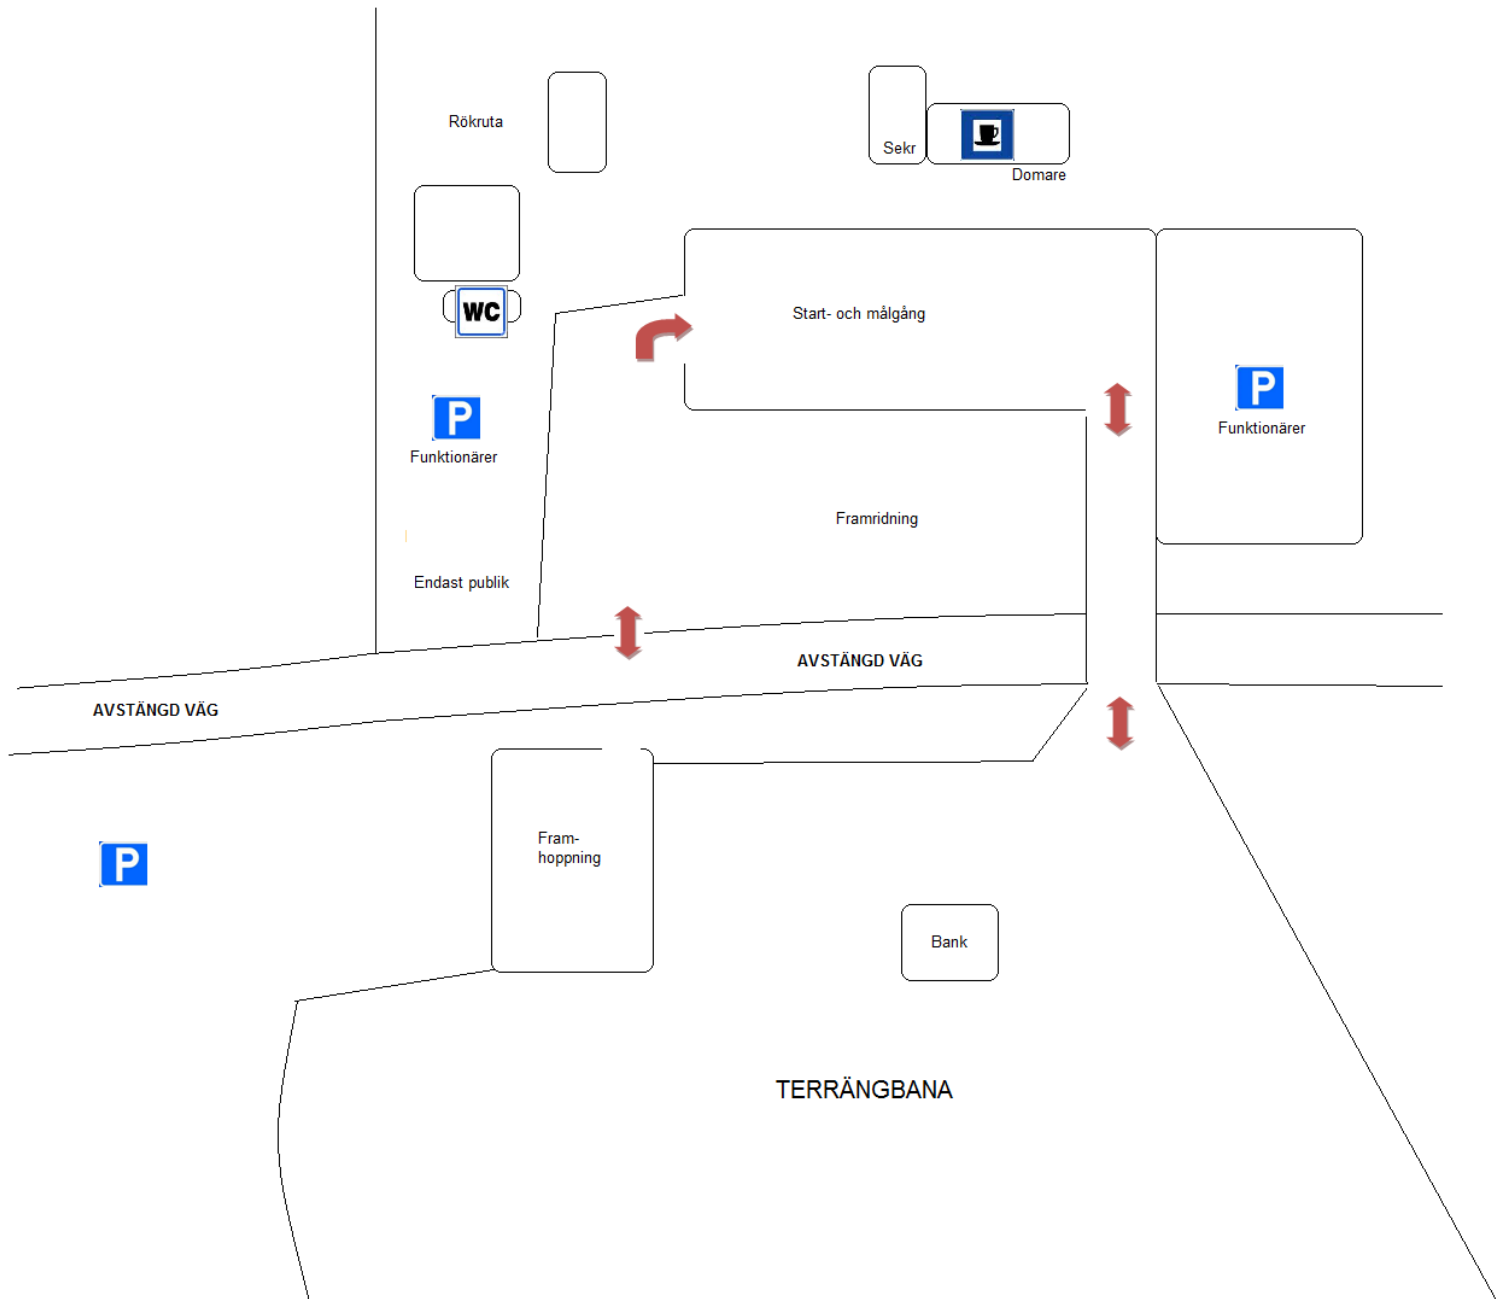 Rökruta
Sekr
Domare
WC
Start- och målgång
P
Funktionärer
P
Funktionärer
Framridning
Endast publik
AVSTÄNGD VÄG
AVSTÄNGD VÄG
P
Fram-
hoppning
Bank
TERRÄNGBANA